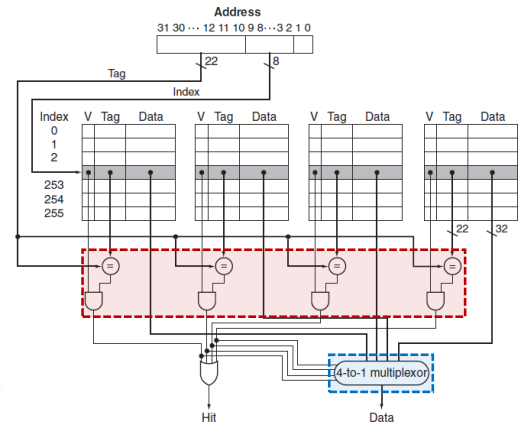 Address
31 30 ··· 12 11 10 9 8 ··· 3 2 1 0
22
8
Tag
Index
Index V Tag Data V Tag Data V Tag Data V Tag Data
0
1
2
253
254
255
22 32
= = = =
4-to-1 multiplexor
Hit Data